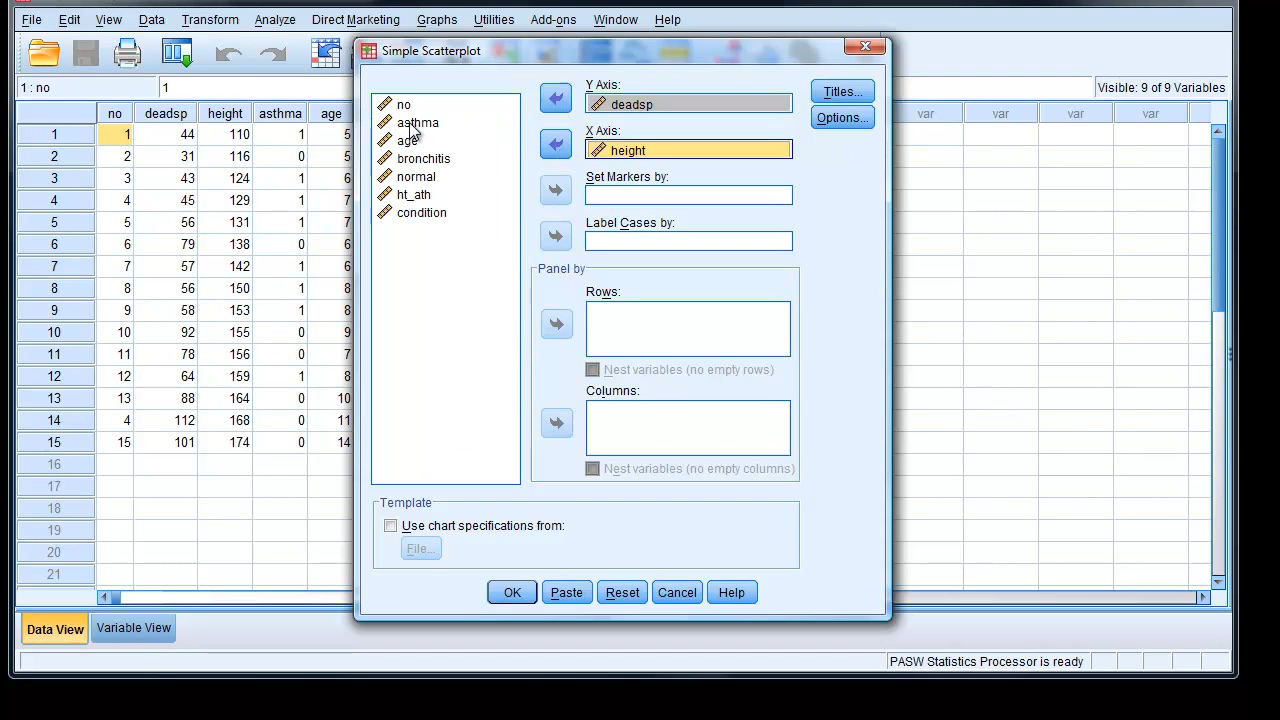 File Edit View Data Transform Analyze Direct Marketing Graphs Utilities Add-ons Window Help
Simple Scatterplot
1 : no 1 Visible: 9 of 9 Variables
no deadsp height asthma age var var var var
1 1 44 110 1 5
2 2 31 116 0 5
3 3 43 124 1 6
4 4 45 129 1 7
5 5 56 131 1 7
6 6 79 138 0 6
7 7 57 142 1 6
8 8 56 150 1 8
9 9 58 153 1 8
10 10 92 155 0 9
11 11 78 156 0 7
12 12 64 159 1 8
13 13 88 164 0 10
14 4 112 168 0 11
15 15 101 174 0 14
16
17
18
19
20
21
no
asthma
age
bronchitis
normal
ht_ath
condition
Y Axis:
deadsp
X Axis:
height
Set Markers by:
Label Cases by:
Panel by
Rows:
Nest variables (no empty rows)
Columns:
Nest variables (no empty columns)
Titles...
Options...
Template
Use chart specifications from:
File...
OK Paste Reset Cancel Help
Data View Variable View
PASW Statistics Processor is ready